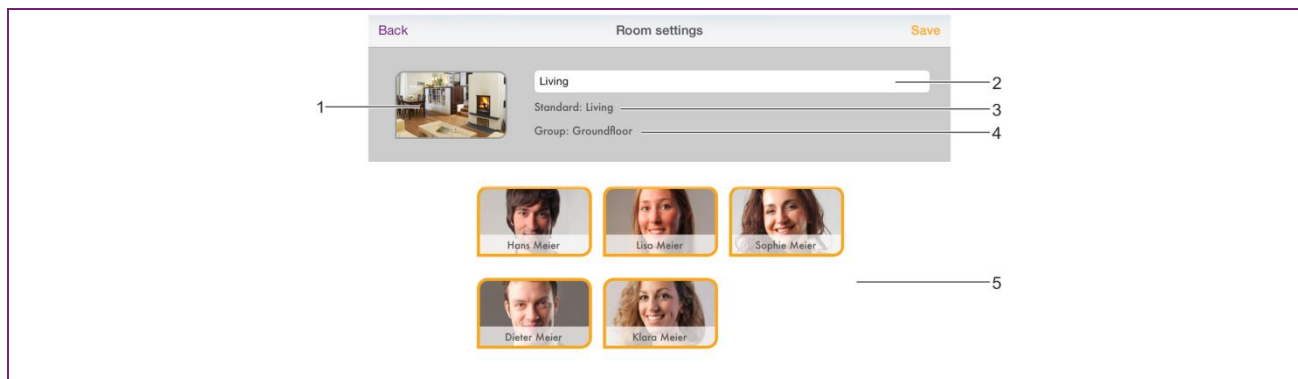 Back Room settings Save
Living 2
1
Standard: Living 3
Group: Groundfloor 4
Hans Meier Lisa Meier Sophie Meier
5
Dieter Meier Klara Meier